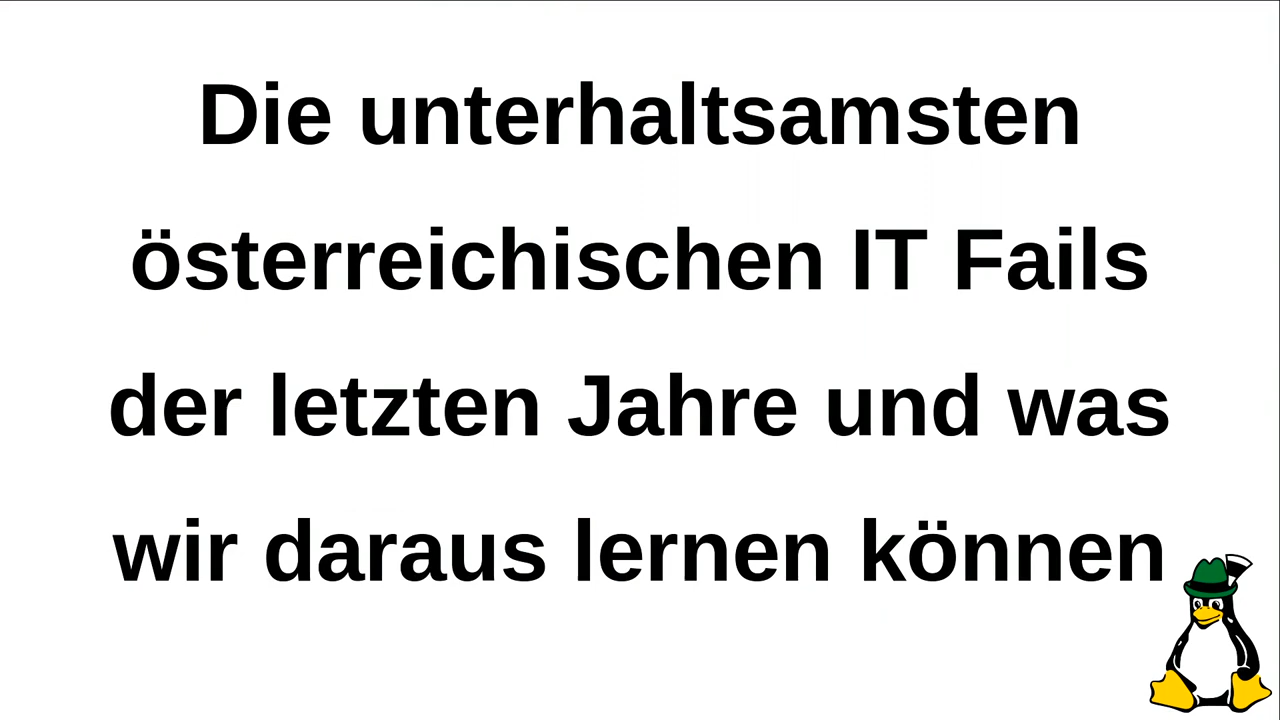 Die unterhaltsamsten
österreichischen IT Fails
der letzten Jahre und was
wir daraus lernen können